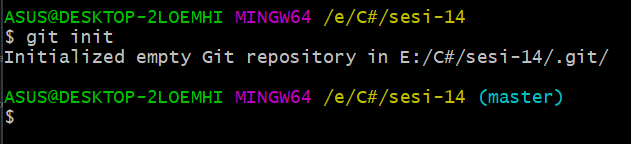 ASUS@DESKTOP-2LOEMHI MINGW64 /e/C#/sesi-14
$ git init
Initialized empty Git repository in E:/C#/sesi-14/.git/
ASUS@DESKTOP-2LOEMHI MINGW64 /e/C#/sesi-14 (master)
$